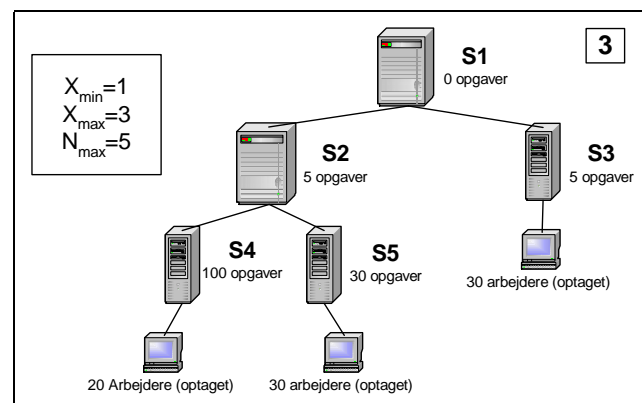 3
X_min=1
X_max=3
N_max=5
S1
0 opgaver
S2
5 opgaver
S3
5 opgaver
S4
100 opgaver
S5
30 opgaver
30 arbejdere (optaget)
20 Arbejdere (optaget)
30 arbejdere (optaget)